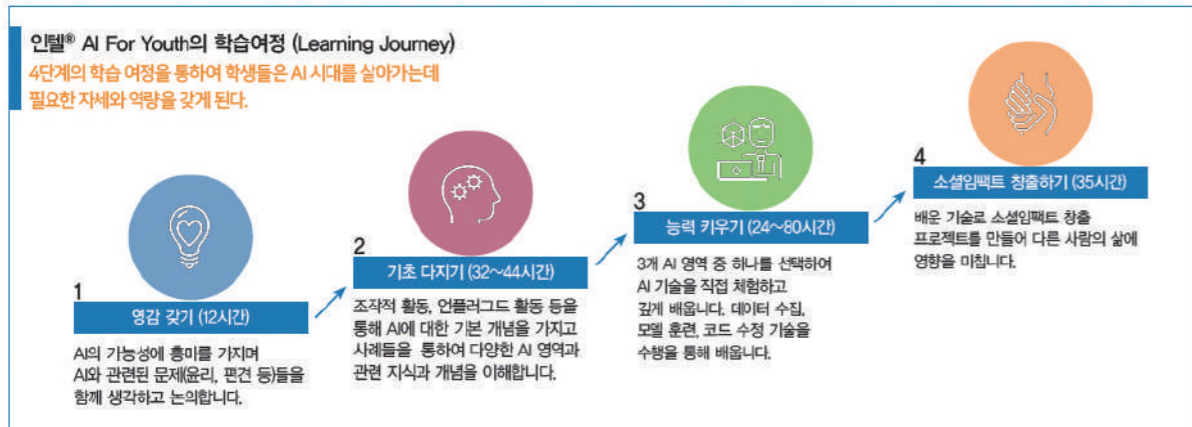 인텔® AI For Youth의 학습여정 (Learning Journey)
4단계의 학습 여정을 통하여 학생들은 AI 시대를 살아가는데
필요한 자세와 역량을 갖게 된다.
1
영감 갖기 (12시간)
AI의 가능성에 흥미를 가지며
AI와 관련된 문제(윤리, 편견 등)들을
함께 생각하고 논의합니다.
2
기초 다지기 (32～44시간)
조작적 활동, 언플러그드 활동 등을
통해 AI에 대한 기본 개념을 가지고
사례들을 통하여 다양한 AI 영역과
관련 지식과 개념을 이해합니다.
3
능력 키우기 (24～80시간)
3개 AI 영역 중 하나를 선택하여
AI 기술을 직접 체험하고
깊게 배웁니다. 데이터 수집,
모델 훈련, 코드 수정 기술을
수행을 통해 배웁니다.
4
소셜임팩트 창출하기 (35시간)
배운 기술로 소셜임팩트 창출
프로젝트를 만들어 다른 사람의 삶에
영향을 미칩니다.